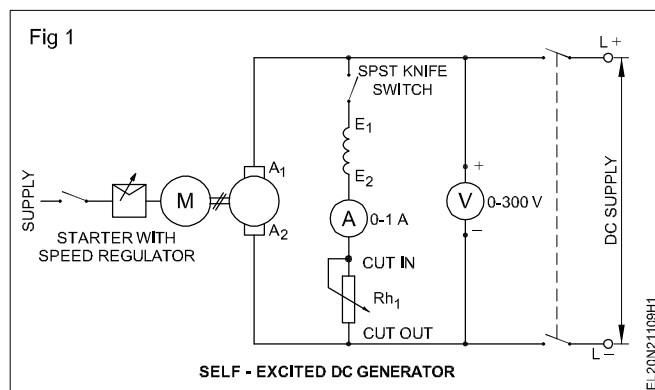 Fig 1
L +
SPST KNIFE
SWITCH
E1
E2
A1
A2
M
SUPPLY
STARTER WITH
SPEED REGULATOR
A
0-1 A
+
V
0-300 V
–
DC SUPPLY
CUT IN
Rh1
CUT OUT
L –
SELF - EXCITED DC GENERATOR
EL20N21109H1